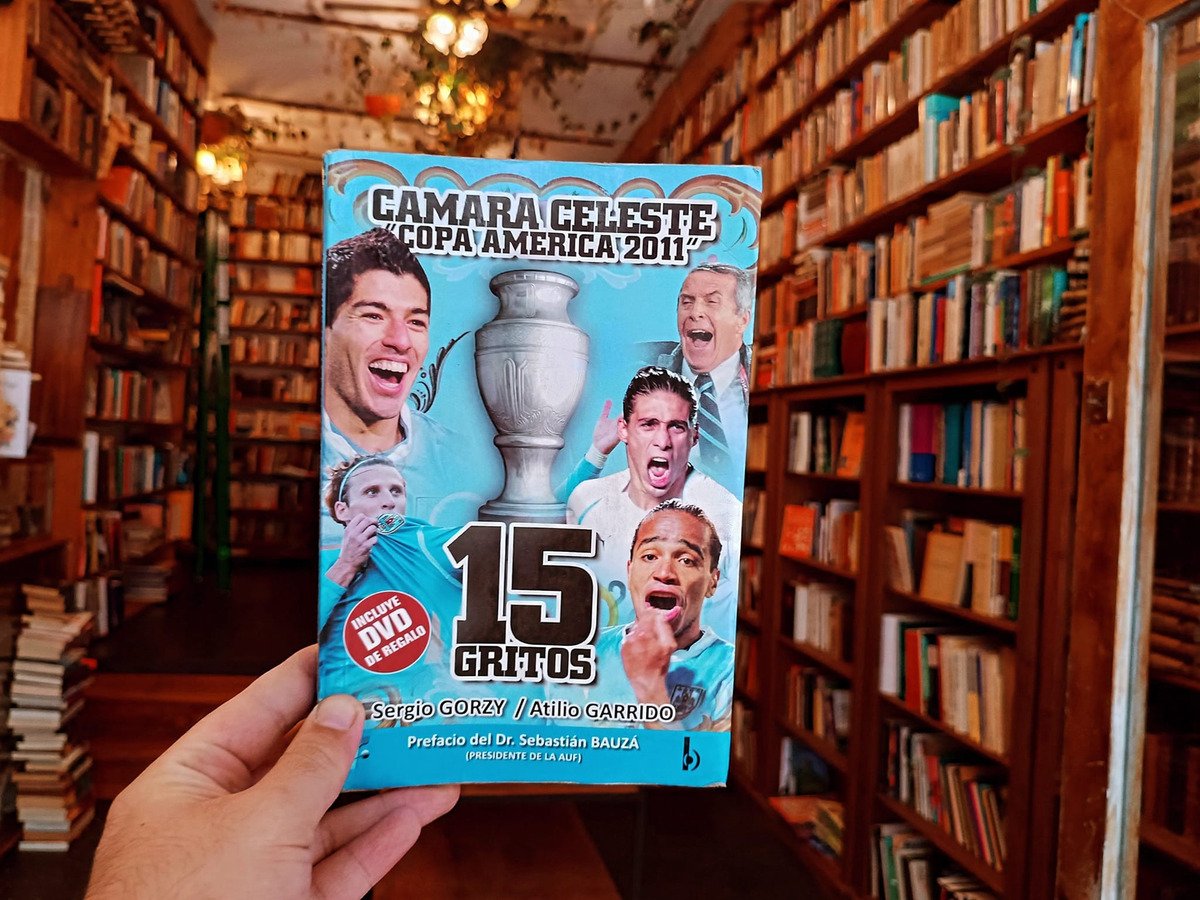 CAMARA CELESTE
"COPA AMERICA 2011"
15
GRITOS
INCLUYE
DVD
DE REGALO
Sergio GORZY / Atilio GARRIDO
Prefacio del Dr. Sebastián BAUZÁ
(PRESIDENTE DE LA AUF)
b